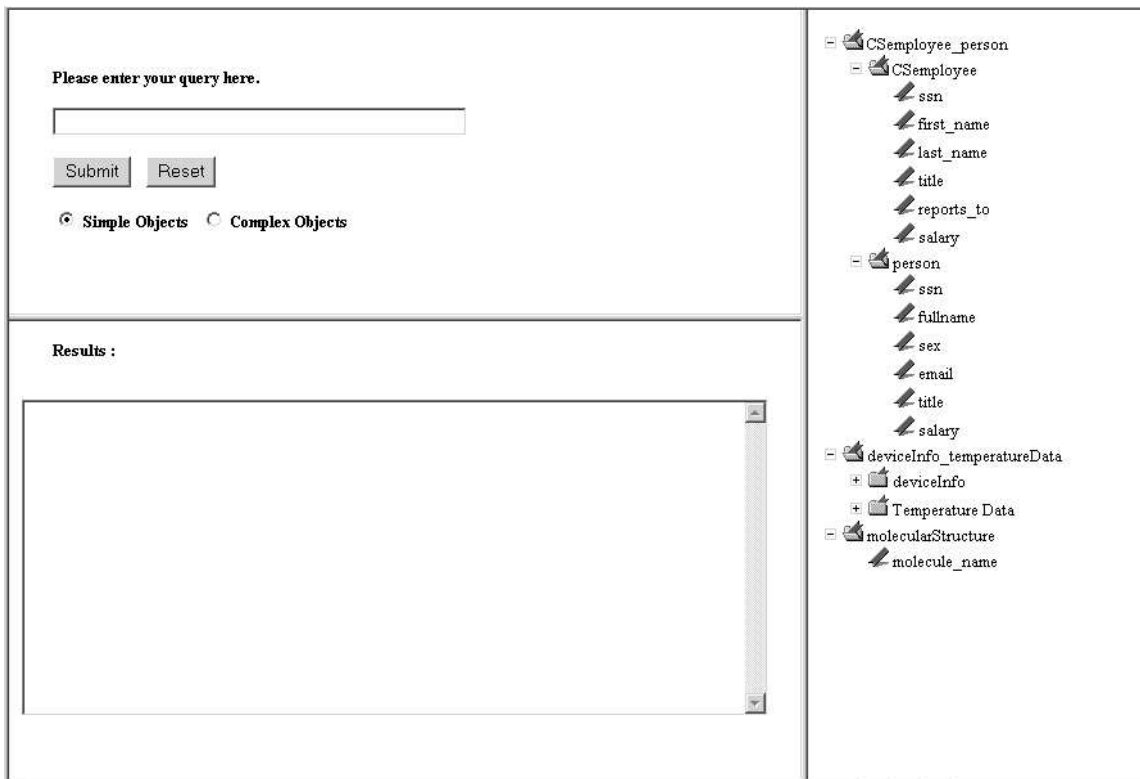 Please enter your query here.
Submit Reset
Simple Objects Complex Objects
Results :
CSemployee_person
CSemployee
ssn
first_name
last_name
title
reports_to
salary
person
ssn
fullname
sex
email
title
salary
deviceInfo_temperatureData
deviceInfo
Temperature Data
molecularStructure
molecule_name